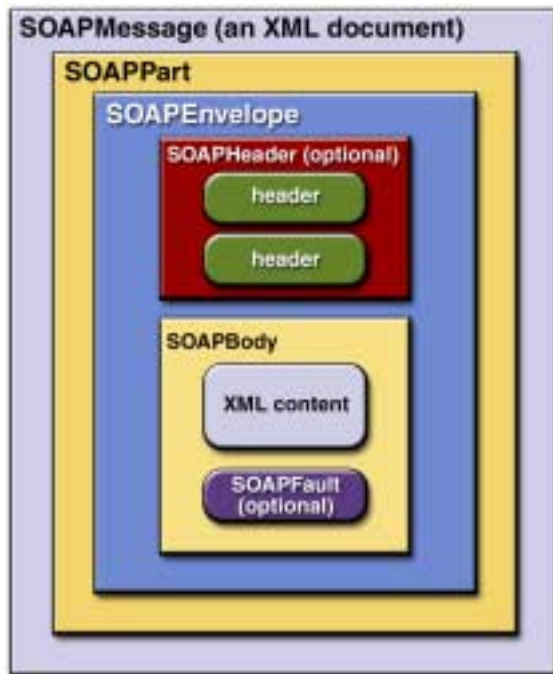 SOAPMessage (an XML document)
SOAPPart
SOAPEnvelope
SOAPHeader (optional)
header
header
SOAPBody
XML content
SOAPFault
(optional)